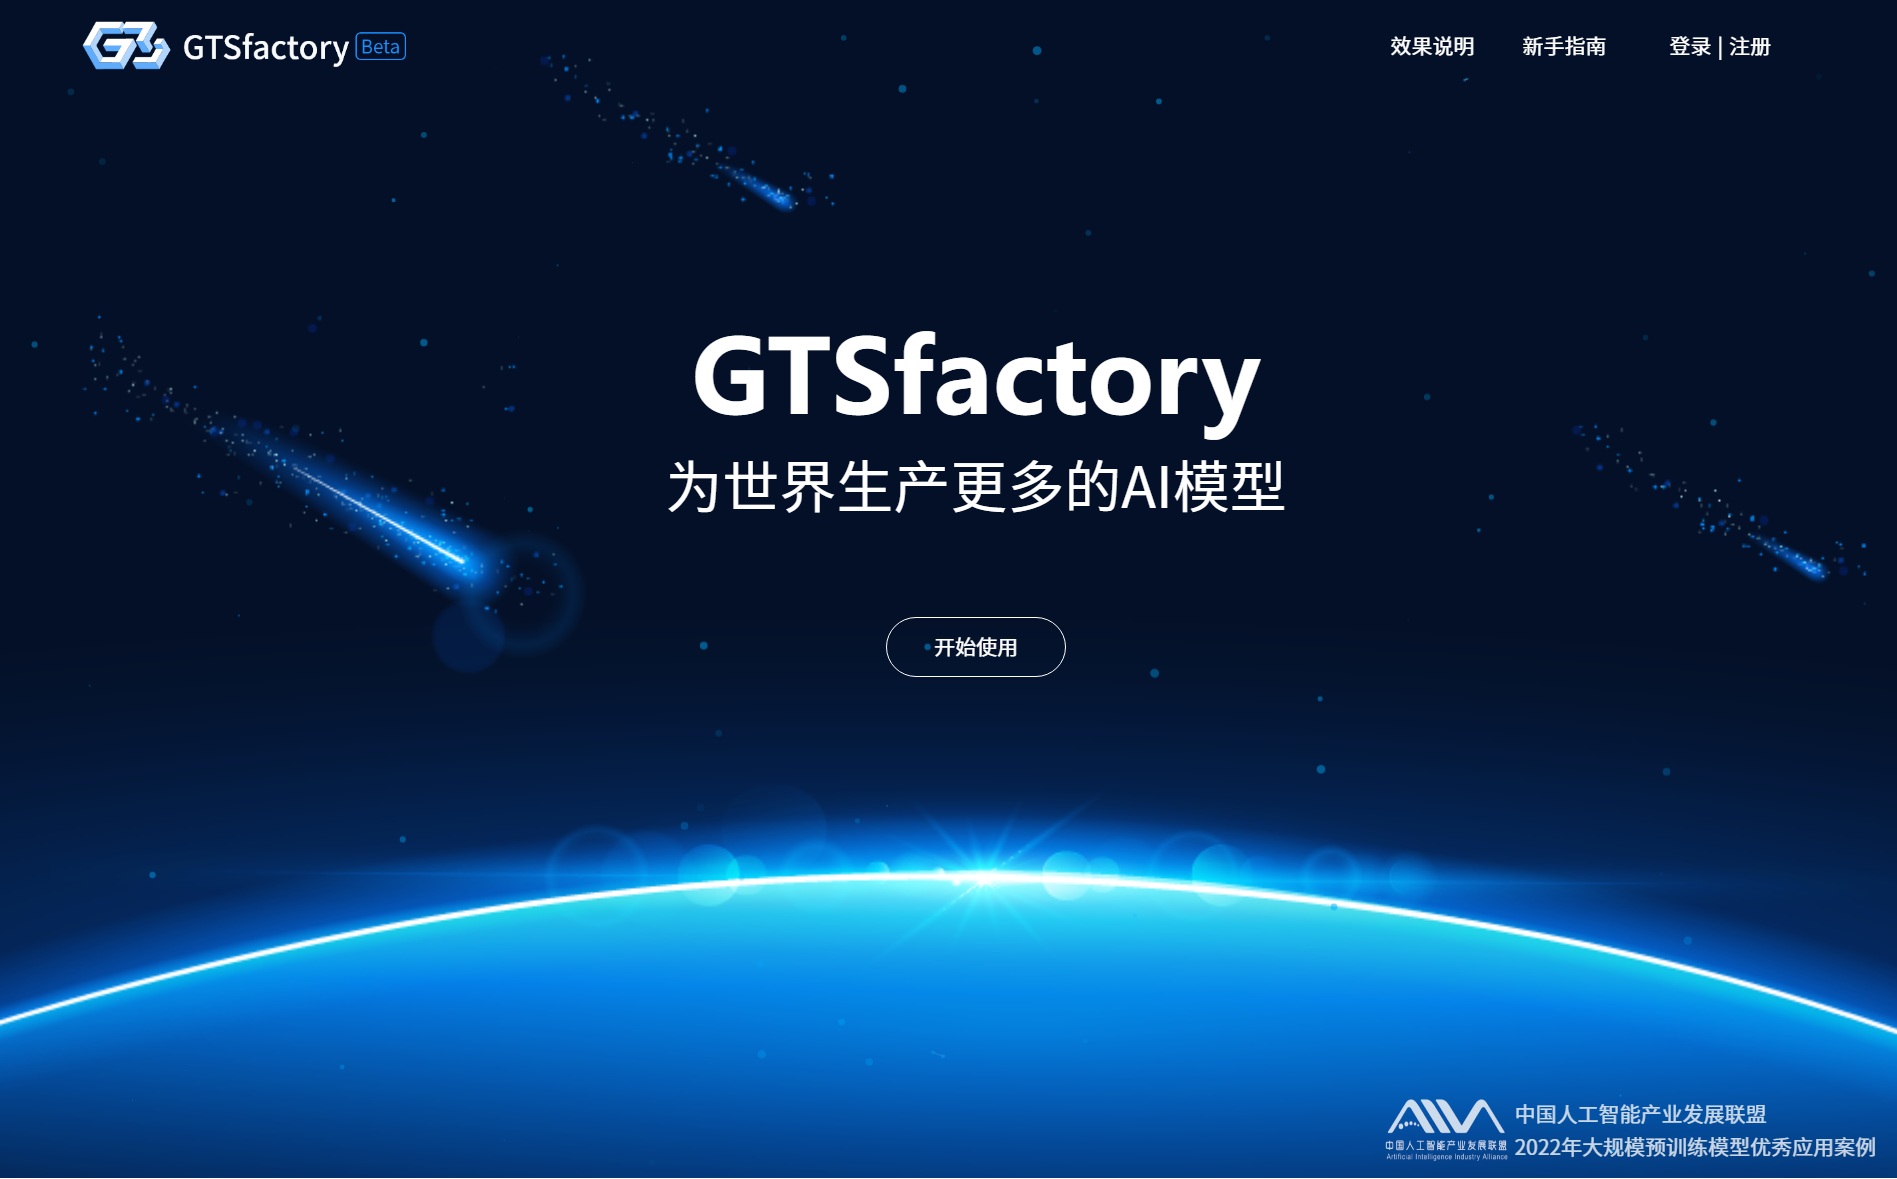 GTSfactory Beta
效果说明 新手指南 登录 | 注册
GTSfactory
为世界生产更多的AI模型
开始使用
中国人工智能产业发展联盟
2022年大规模预训练模型优秀应用案例
中国人工智能产业发展联盟
Artificial Intelligence Industry Alliance